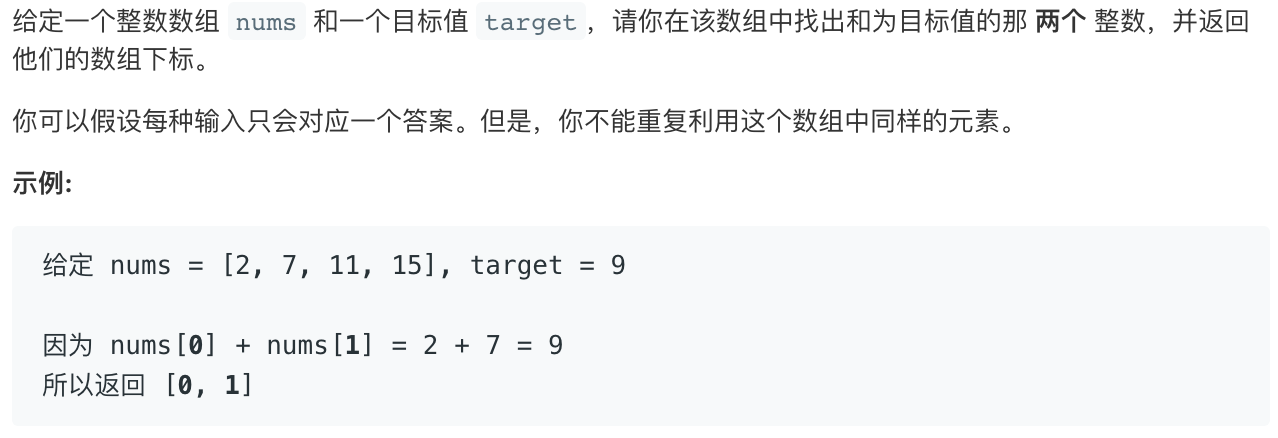 给定一个整数数组 nums 和一个目标值 target，请你在该数组中找出和为目标值的那 两个 整数，并返回
他们的数组下标。
你可以假设每种输入只会对应一个答案。但是，你不能重复利用这个数组中同样的元素。
示例:
给定 nums = [2, 7, 11, 15], target = 9
因为 nums[0] + nums[1] = 2 + 7 = 9
所以返回 [0, 1]